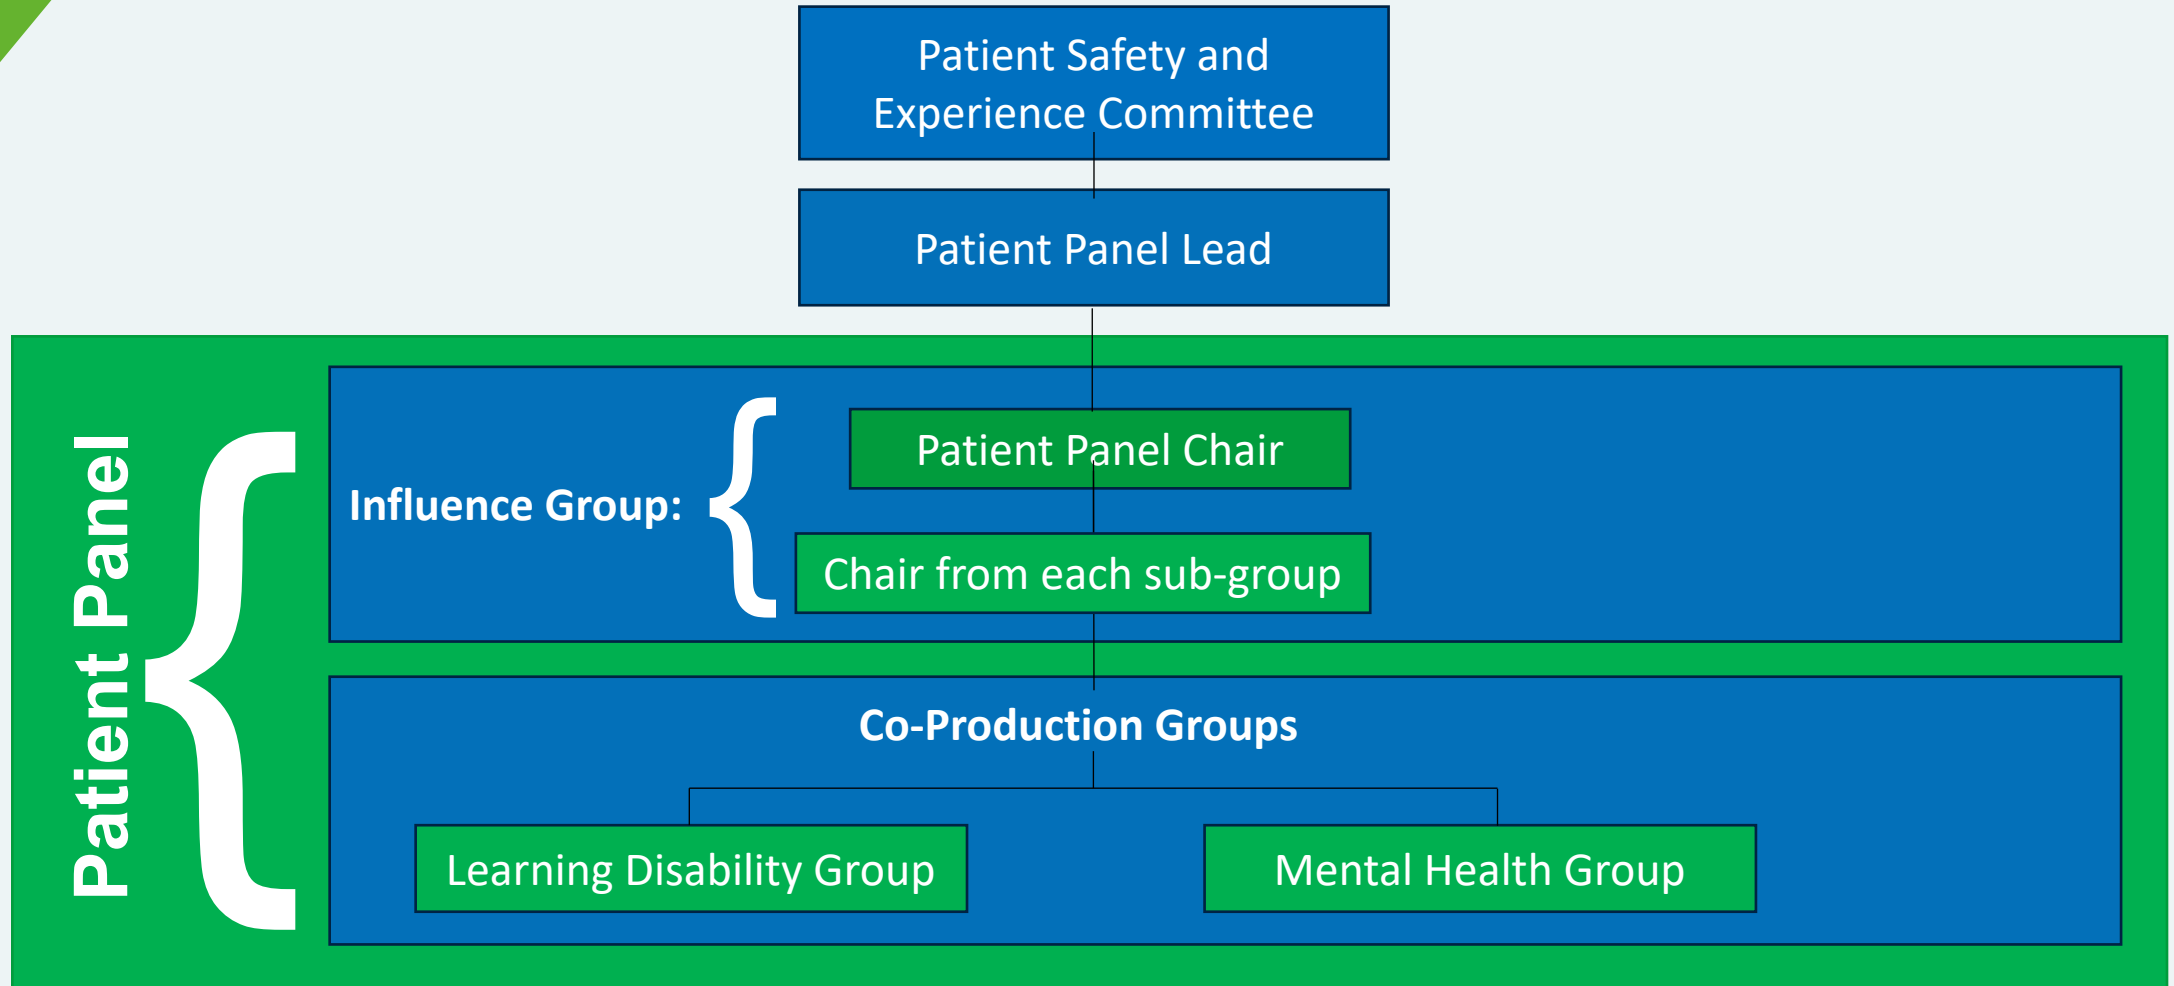 Patient Safety and
Experience Committee
Patient Panel Lead
Patient Panel
Influence Group:
Patient Panel Chair
Chair from each sub-group
Co-Production Groups
Learning Disability Group
Mental Health Group